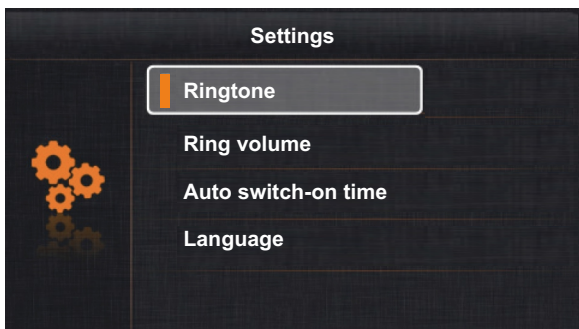 Settings
Ringtone
Ring volume
Auto switch-on time
Language